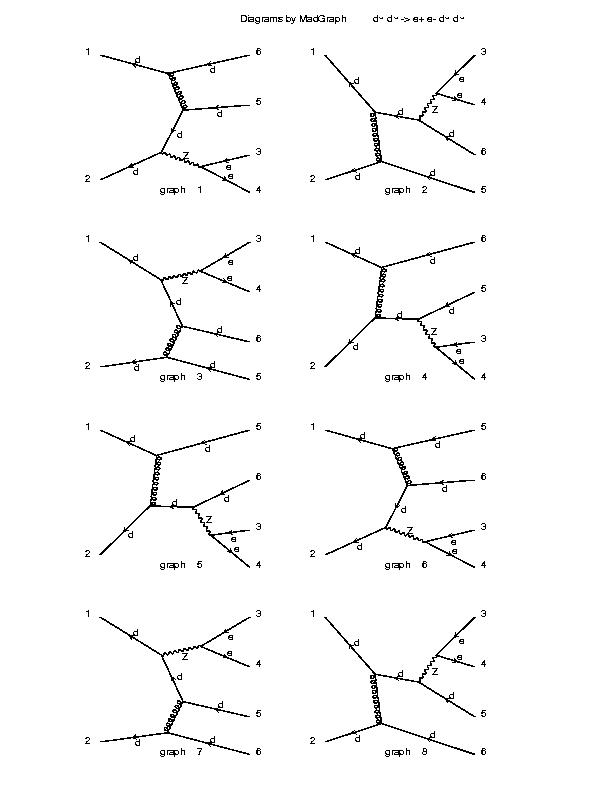 Diagrams by MadGraph d~ d~ -> e+ e- d~ d~
1 d d 6
5
d
d
Z 3
e
e
2 d 4
graph 1
1 3
e
d e 4
Z
d
d 6
2 d d 5
graph 2
1 3
d e
e
Z 4
d
d 6
2 d d 5
graph 3
1 6
d d
5
d d
Z
3
d e
e
2 4
graph 4
1 5
d d
6
d d
Z
3
d e
e
2 4
graph 5
1 5
d d
6
d
d
Z 3
e
e
2 d 4
graph 6
1 3
d e
e
Z 4
d
d 5
2 d d 6
graph 7
1 3
e
d e 4
Z
d
d 5
2 d d 6
graph 8